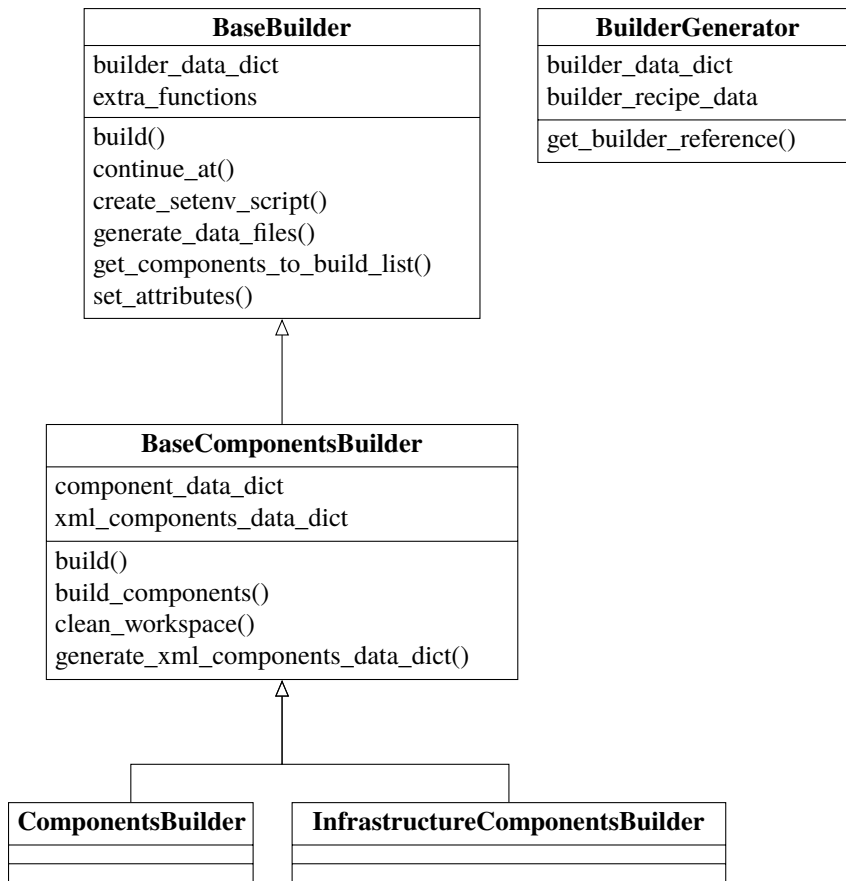 BaseBuilder
builder_data_dict
extra_functions
build()
continue_at()
create_setenv_script()
generate_data_files()
get_components_to_build_list()
set_attributes()
BuilderGenerator
builder_data_dict
builder_recipe_data
get_builder_reference()
BaseComponentsBuilder
component_data_dict
xml_components_data_dict
build()
build_components()
clean_workspace()
generate_xml_components_data_dict()
ComponentsBuilder
InfrastructureComponentsBuilder